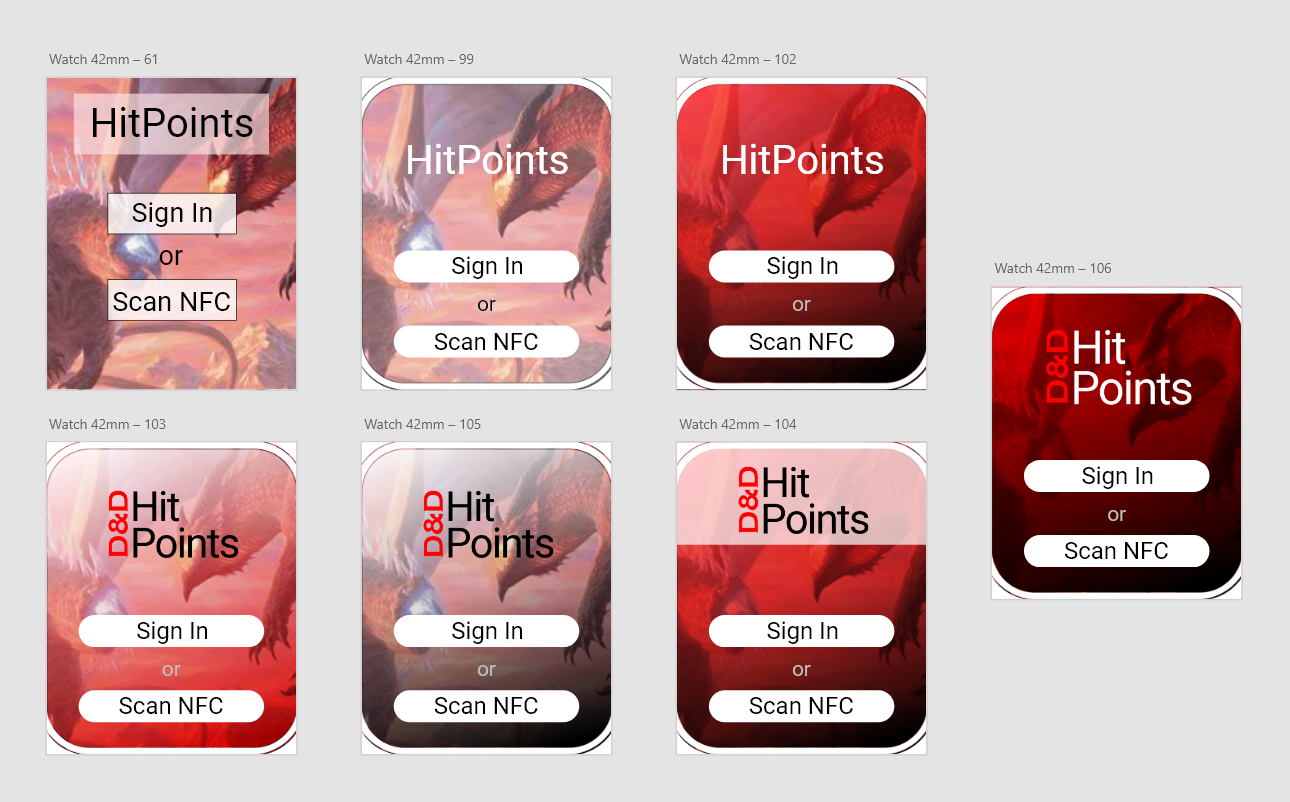 Watch 42mm – 61
HitPoints
Sign In
or
Scan NFC
Watch 42mm – 99
HitPoints
Sign In
or
Scan NFC
Watch 42mm – 102
HitPoints
Sign In
or
Scan NFC
Watch 42mm – 106
D&D
Hit
Points
Sign In
or
Scan NFC
Watch 42mm – 103
D&D
Hit
Points
Sign In
or
Scan NFC
Watch 42mm – 105
D&D
Hit
Points
Sign In
or
Scan NFC
Watch 42mm – 104
D&D
Hit
Points
Sign In
or
Scan NFC